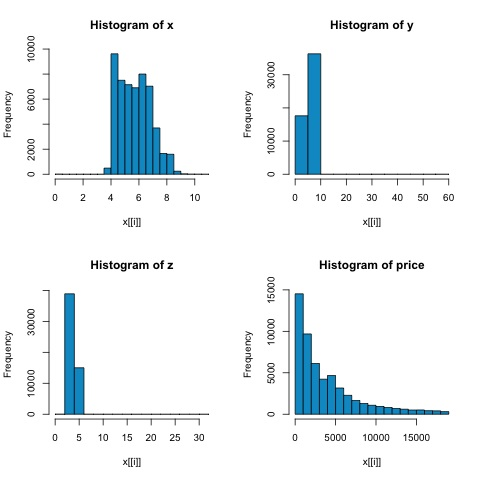 Histogram of x
Frequency
0 2000 6000 10000
0 2 4 6 8 10
x[[i]]
Histogram of y
Frequency
0 10000 30000
0 10 20 30 40 50 60
x[[i]]
Histogram of z
Frequency
0 10000 30000
0 5 10 15 20 25 30
x[[i]]
Histogram of price
Frequency
0 5000 10000 15000
0 5000 10000 15000
x[[i]]